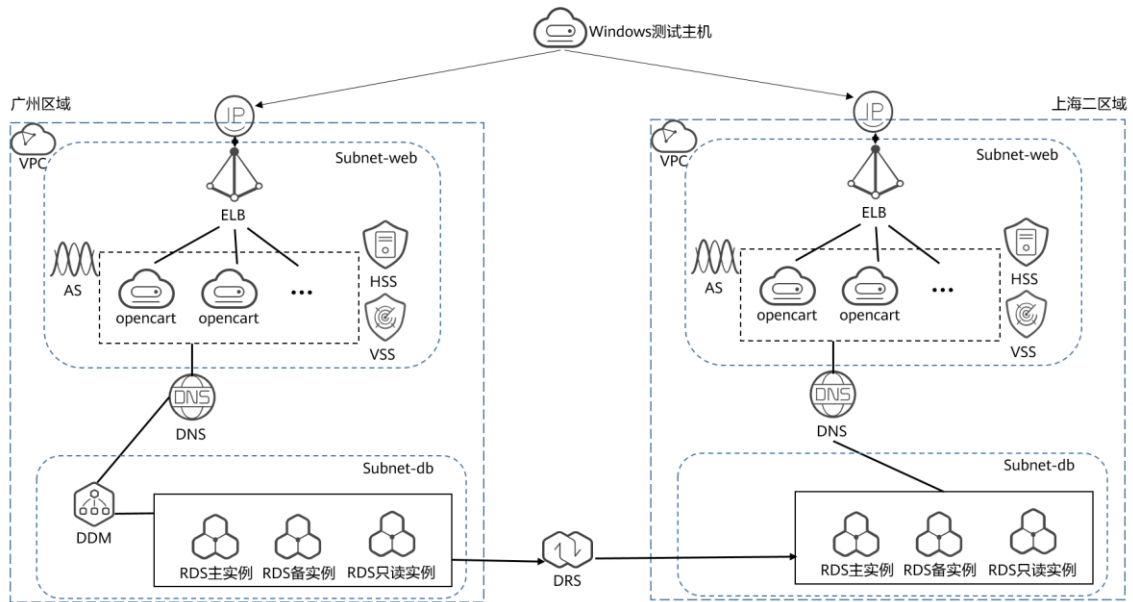 Windows测试主机
广州区域
上海二区域
JP
JP
VPC
Subnet-web
VPC
Subnet-web
ELB
ELB
AS
HSS
AS
HSS
opencart
opencart
...
opencart
opencart
...
VSS
VSS
DNS
DNS
DNS
DNS
Subnet-db
Subnet-db
DDM
RDS主实例
RDS备实例
RDS只读实例
DRS
RDS主实例
RDS备实例
RDS只读实例